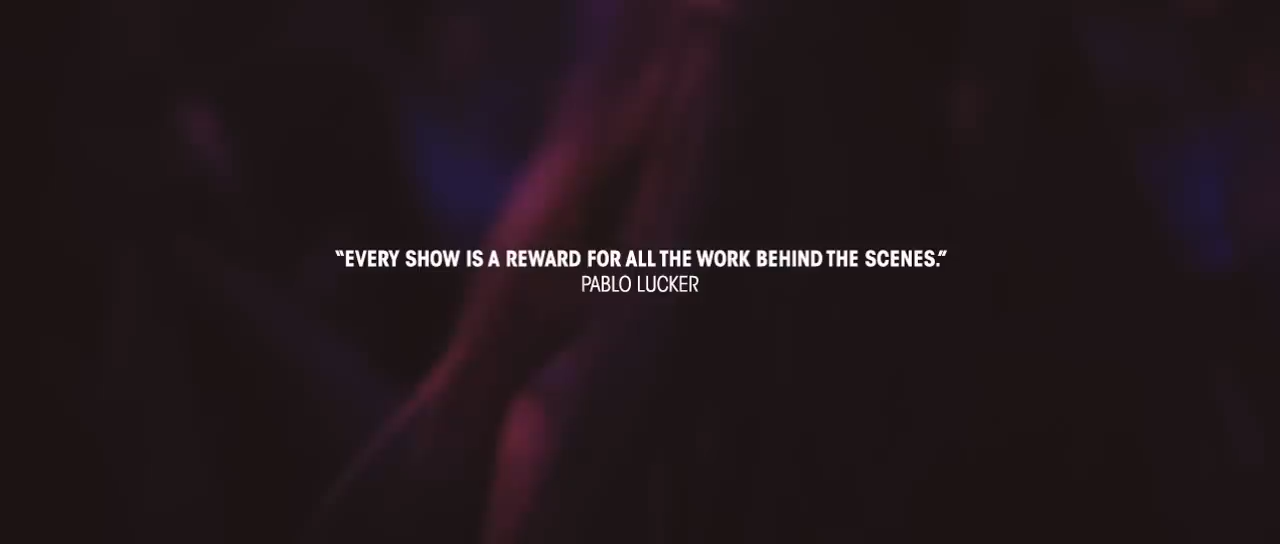 “EVERY SHOW IS A REWARD FOR ALL THE WORK BEHIND THE SCENES.”
PABLO LUCKER